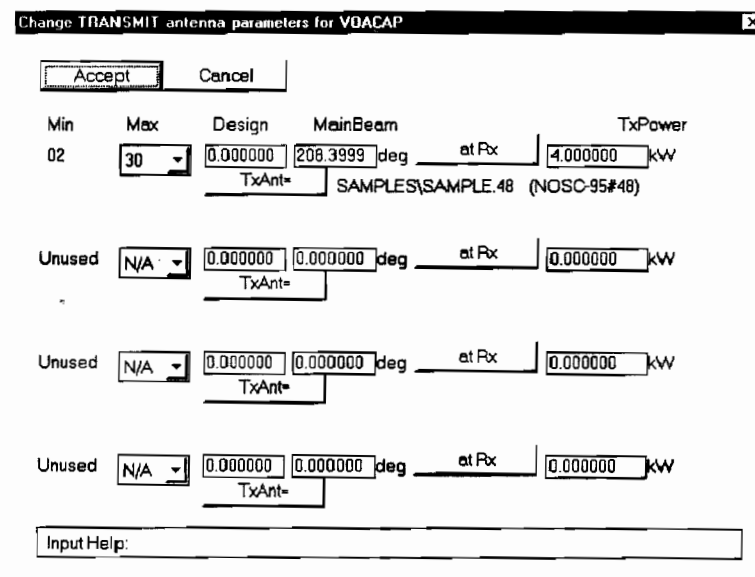 Change TRANSMIT antenna parameters for VOACAP
Accept Cancel
Min Max Design MainBeam TxPower
02 30 0.000000 208.3999 deg at Rx 4.000000 kW
TxAnt= SAMPLES\SAMPLE.48 (NOSC-95#48)
Unused N/A 0.000000 0.000000 deg at Rx 0.000000 kW
TxAnt=
Unused N/A 0.000000 0.000000 deg at Rx 0.000000 kW
TxAnt=
Unused N/A 0.000000 0.000000 deg at Rx 0.000000 kW
TxAnt=
Input Help: